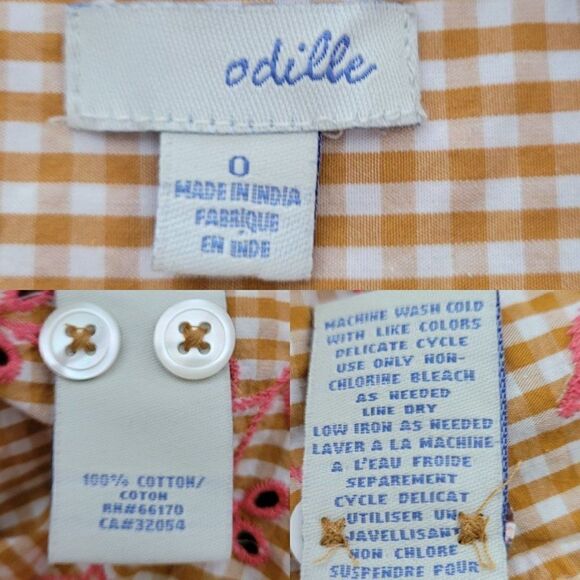 odille
0
MADE IN INDIA
FABRIQUE
EN INDE
100% COTTON/
COTON
RN#66170
CA#32054
MACHINE WASH COLD
WITH LIKE COLORS
DELICATE CYCLE
USE ONLY NON-
CHLORINE BLEACH
AS NEEDED
LINE DRY
LOW IRON AS NEEDED
LAVER A LA MACHINE
A L'EAU FROIDE
SEPAREMENT
CYCLE DELICAT
UTILISER UN
JAVELLISANT
NON CHLORE
SUSPENDRE POUR